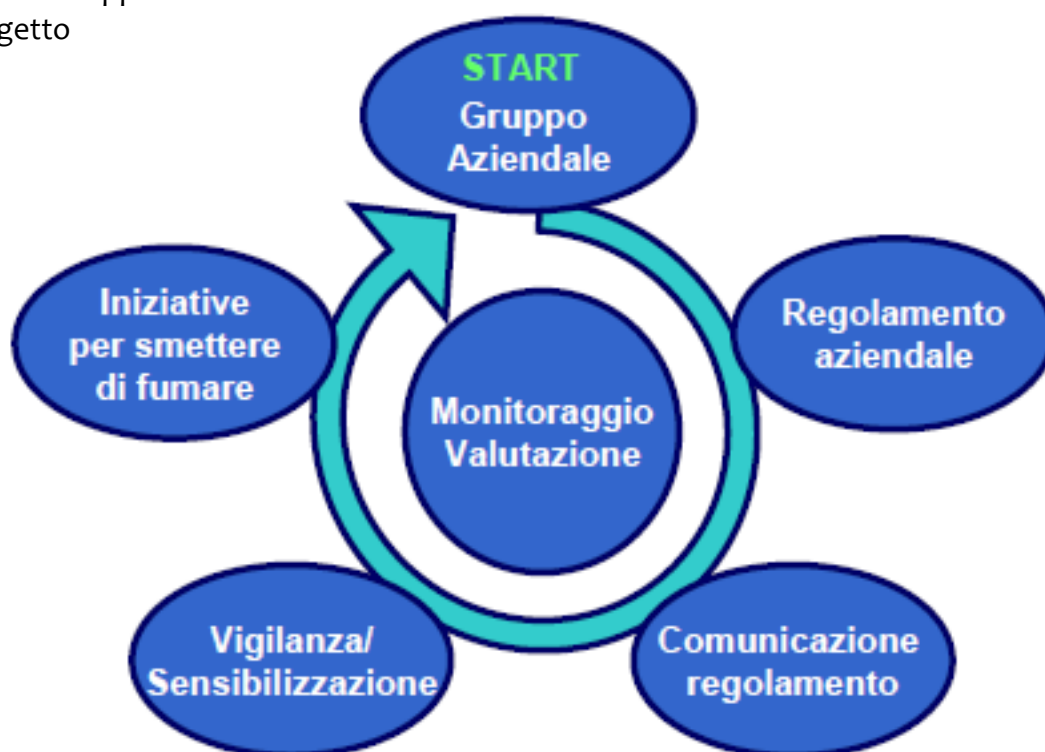 getto
START
Gruppo
Aziendale
Regolamento
aziendale
Comunicazione
regolamento
Vigilanza/
Sensibilizzazione
Iniziative
per smettere
di fumare
Monitoraggio
Valutazione